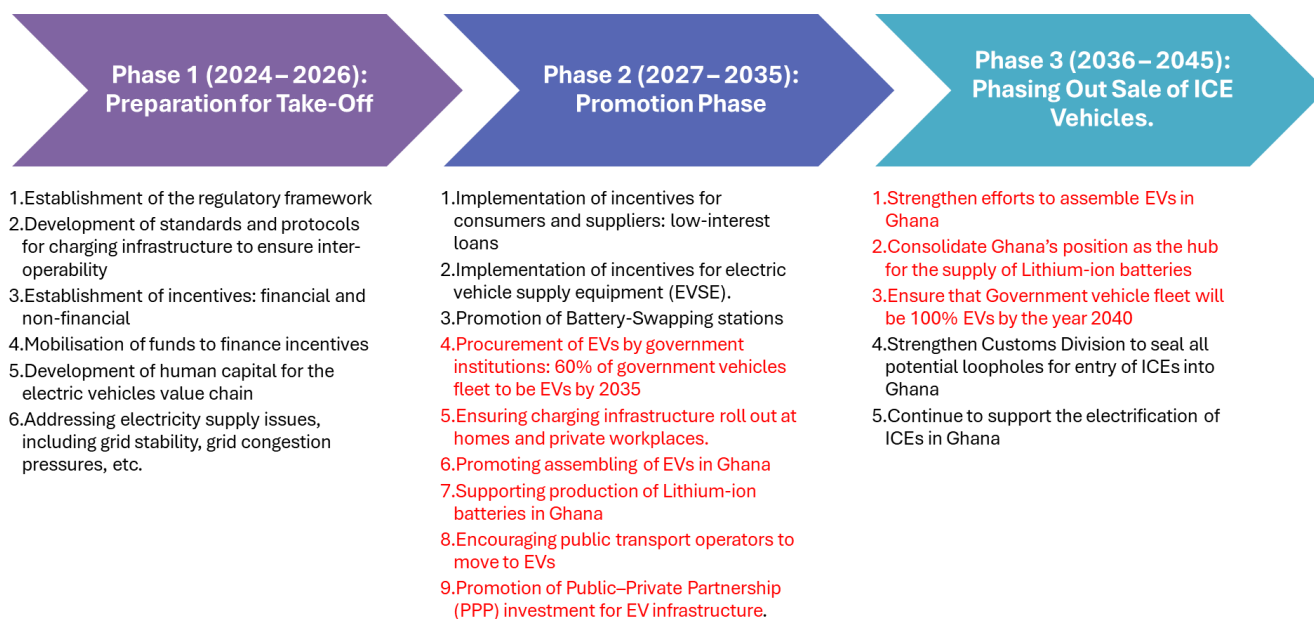 Phase 1 (2024 – 2026):
Preparation for Take-Off
1.Establishment of the regulatory framework
2.Development of standards and protocols
for charging infrastructure to ensure inter-
operability
3.Establishment of incentives: financial and
non-financial
4.Mobilisation of funds to finance incentives
5.Development of human capital for the
electric vehicles value chain
6.Addressing electricity supply issues,
including grid stability, grid congestion
pressures, etc.
Phase 2 (2027 – 2035):
Promotion Phase
1.Implementation of incentives for
consumers and suppliers: low-interest
loans
2.Implementation of incentives for electric
vehicle supply equipment (EVSE).
3.Promotion of Battery-Swapping stations
4.Procurement of EVs by government
institutions: 60% of government vehicles
fleet to be EVs by 2035
5.Ensuring charging infrastructure roll out at
homes and private workplaces.
6.Promoting assembling of EVs in Ghana
7.Supporting production of Lithium-ion
batteries in Ghana
8.Encouraging public transport operators to
move to EVs
9.Promotion of Public–Private Partnership
(PPP) investment for EV infrastructure.
Phase 3 (2036 – 2045):
Phasing Out Sale of ICE
Vehicles.
1.Strengthen efforts to assemble EVs in
Ghana
2.Consolidate Ghana’s position as the hub
for the supply of Lithium-ion batteries
3.Ensure that Government vehicle fleet will
be 100% EVs by the year 2040
4.Strengthen Customs Division to seal all
potential loopholes for entry of ICEs into
Ghana
5.Continue to support the electrification of
ICEs in Ghana